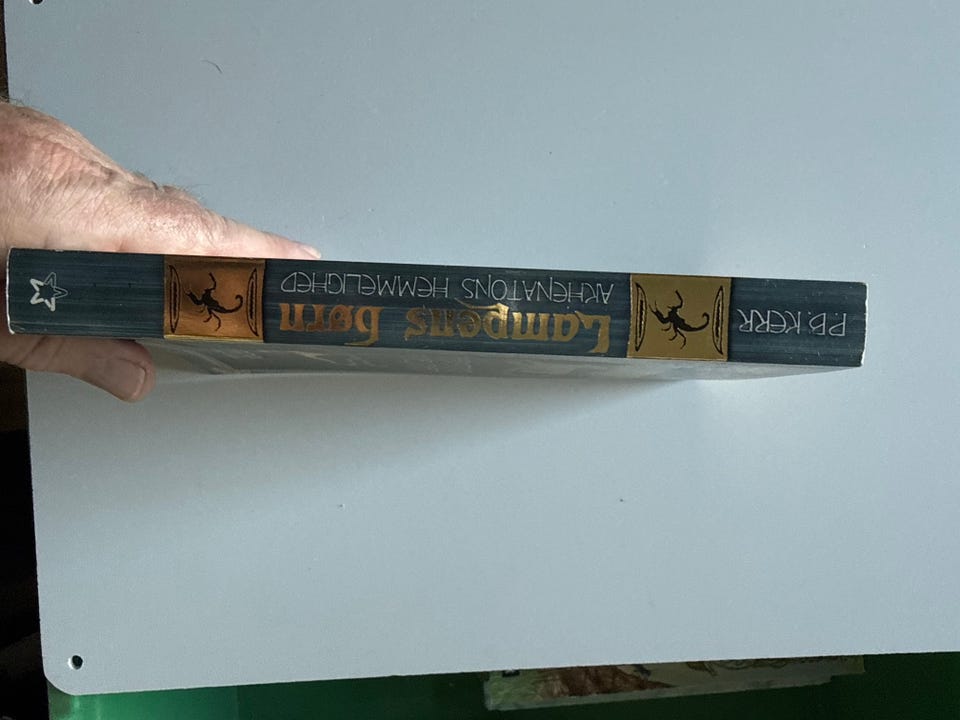 P.B. KERR
Lampens børn
AKHENATONS HEMMELIGHED